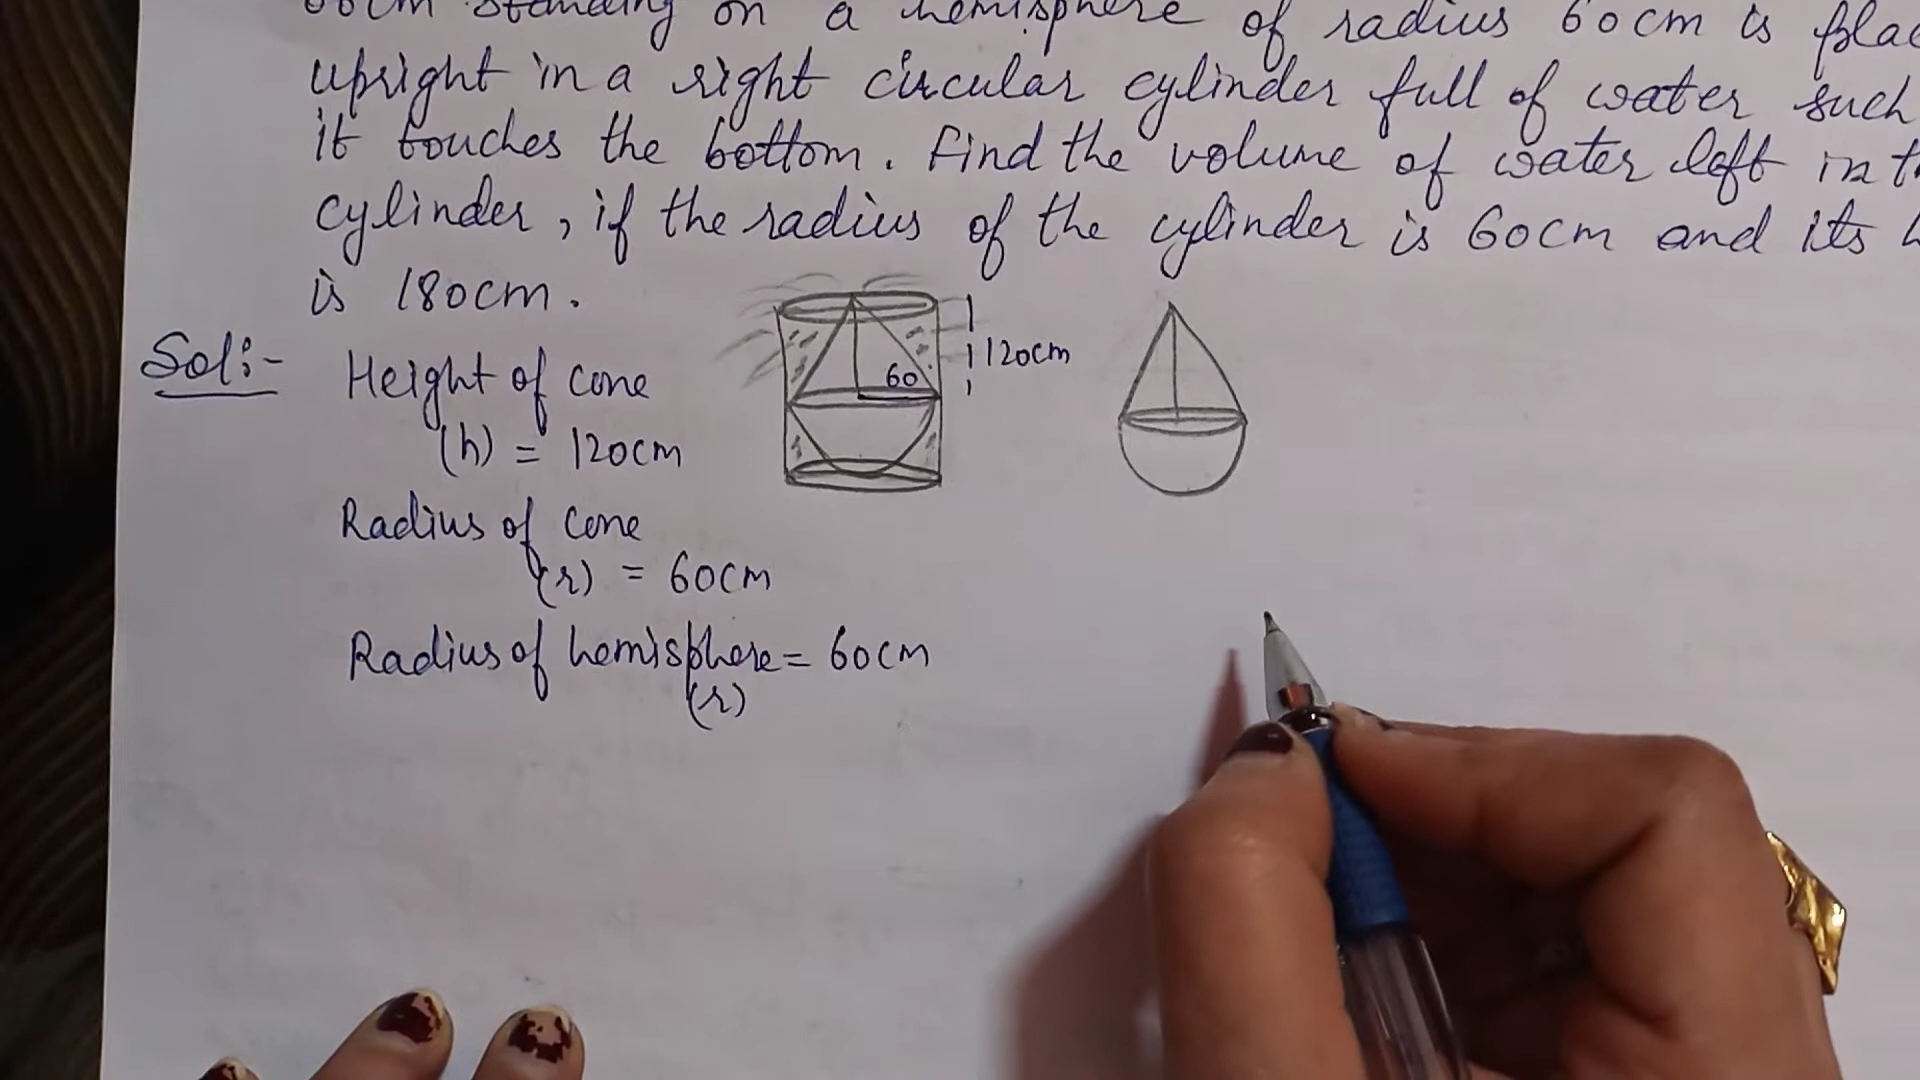 standing on a hemisphere of radius 60cm is
upright in a right circular cylinder full of water such
it touches the bottom. Find the volume of water left in
cylinder, if the radius of the cylinder is 60cm and its
is 180cm.
Sol:- Height of cone
(h) = 120cm
60
120cm
Radius of cone
(r) = 60cm
Radius of hemisphere = 60cm
(r)